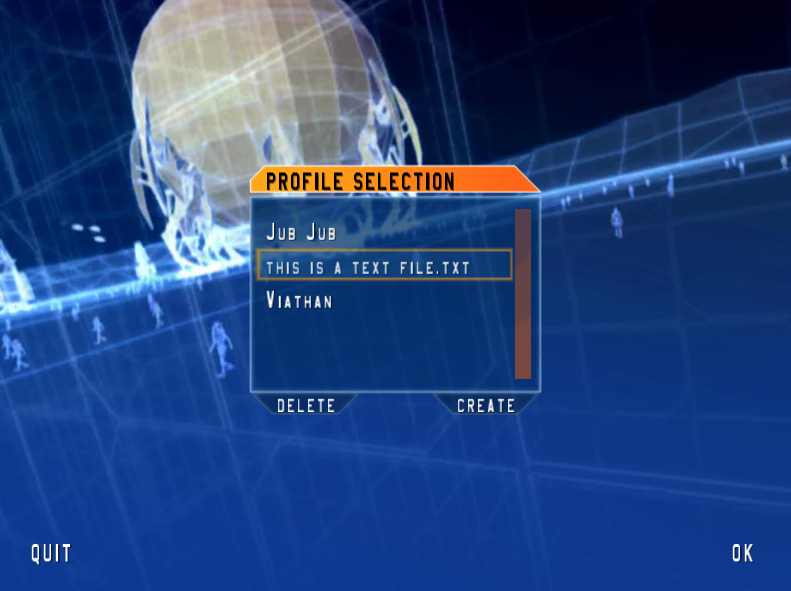 PROFILE SELECTION
Jub Jub
this is a text file.txt
Viathan
DELETE CREATE
QUIT OK